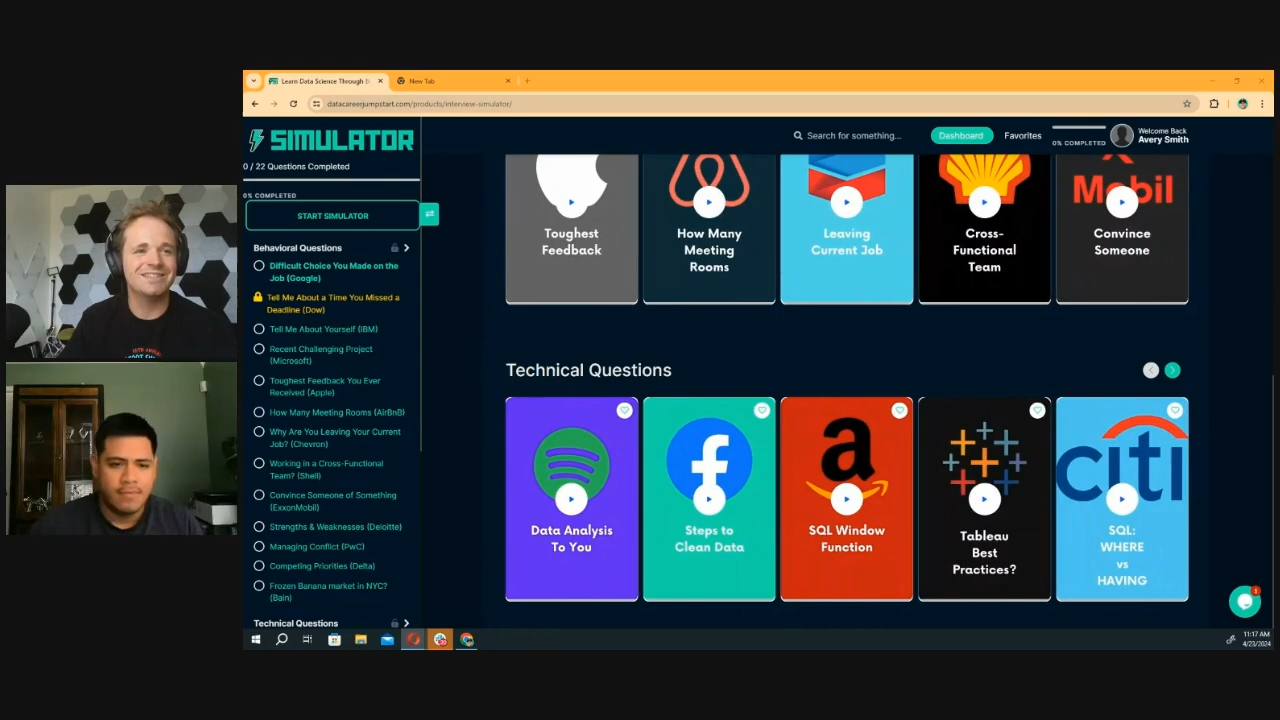 Learn Data Science Through B
New Tab
datacareerjumpstart.com/products/interview-simulator/
SIMULATOR
0 / 22 Questions Completed
0% COMPLETED
START SIMULATOR
Behavioral Questions
Difficult Choice You Made on the
Job (Google)
Tell Me About a Time You Missed a
Deadline (Dow)
Tell Me About Yourself (IBM)
Recent Challenging Project
(Microsoft)
Toughest Feedback You Ever
Received (Apple)
How Many Meeting Rooms (AirBnB)
Why Are You Leaving Your Current
Job? (Chevron)
Working in a Cross-Functional
Team? (Shell)
Convince Someone of Something
(ExxonMobil)
Strengths & Weaknesses (Deloitte)
Managing Conflict (PwC)
Competing Priorities (Delta)
Frozen Banana market in NYC?
(Bain)
Technical Questions
Search for something...
Dashboard
Favorites
0% COMPLETED
Welcome Back
Avery Smith
Toughest
Feedback
How Many
Meeting
Rooms
Leaving
Current Job
Cross-
Functional
Team
Mobil
Convince
Someone
Technical Questions
Data Analysis
To You
f
Steps to
Clean Data
a
SQL Window
Function
Tableau
Best
Practices?
citi
SQL:
WHERE
vs
HAVING
1
11:17 AM
4/23/2024